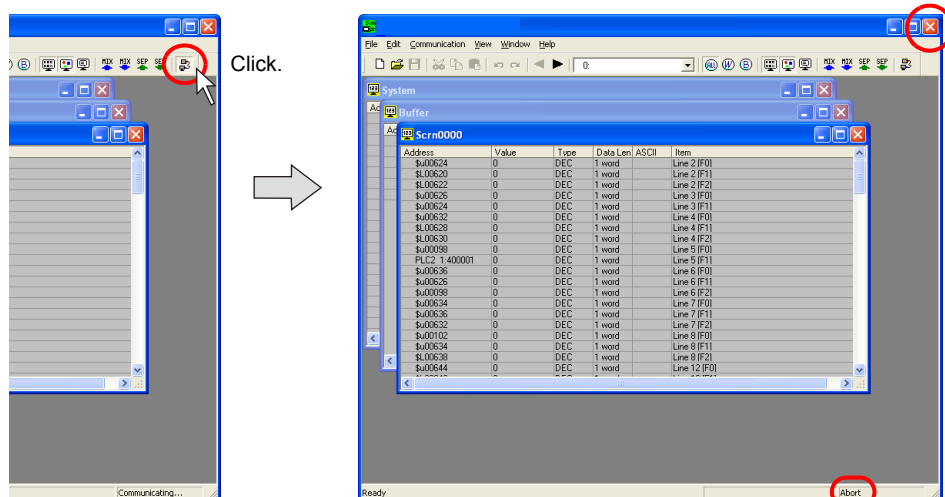 MIX MIX SEP SEP
Click.
Communicating...
File Edit Communication View Window Help
0:
ALL W B
MIX MIX SEP SEP
System
Buffer
Scrn0000
Address Value Type Data Len ASCII Item
$u00624 0 DEC 1 word Line 2 [F0]
$L00620 0 DEC 1 word Line 2 [F1]
$L00622 0 DEC 1 word Line 2 [F2]
$u00626 0 DEC 1 word Line 3 [F0]
$u00624 0 DEC 1 word Line 3 [F1]
$u00632 0 DEC 1 word Line 4 [F0]
$L00628 0 DEC 1 word Line 4 [F1]
$L00630 0 DEC 1 word Line 4 [F2]
$u00098 0 DEC 1 word Line 5 [F0]
PLC2 1:400001 0 DEC 1 word Line 5 [F1]
$u00636 0 DEC 1 word Line 6 [F0]
$u00626 0 DEC 1 word Line 6 [F1]
$u00098 0 DEC 1 word Line 6 [F2]
$u00634 0 DEC 1 word Line 7 [F0]
$u00636 0 DEC 1 word Line 7 [F1]
$u00632 0 DEC 1 word Line 7 [F2]
$u00102 0 DEC 1 word Line 8 [F0]
$u00634 0 DEC 1 word Line 8 [F1]
$L00638 0 DEC 1 word Line 8 [F2]
$u00644 0 DEC 1 word Line 12 [F0]
Ready
Abort